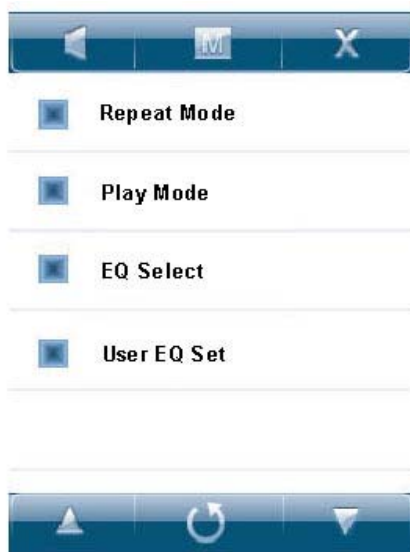 M X
Repeat Mode
Play Mode
EQ Select
User EQ Set